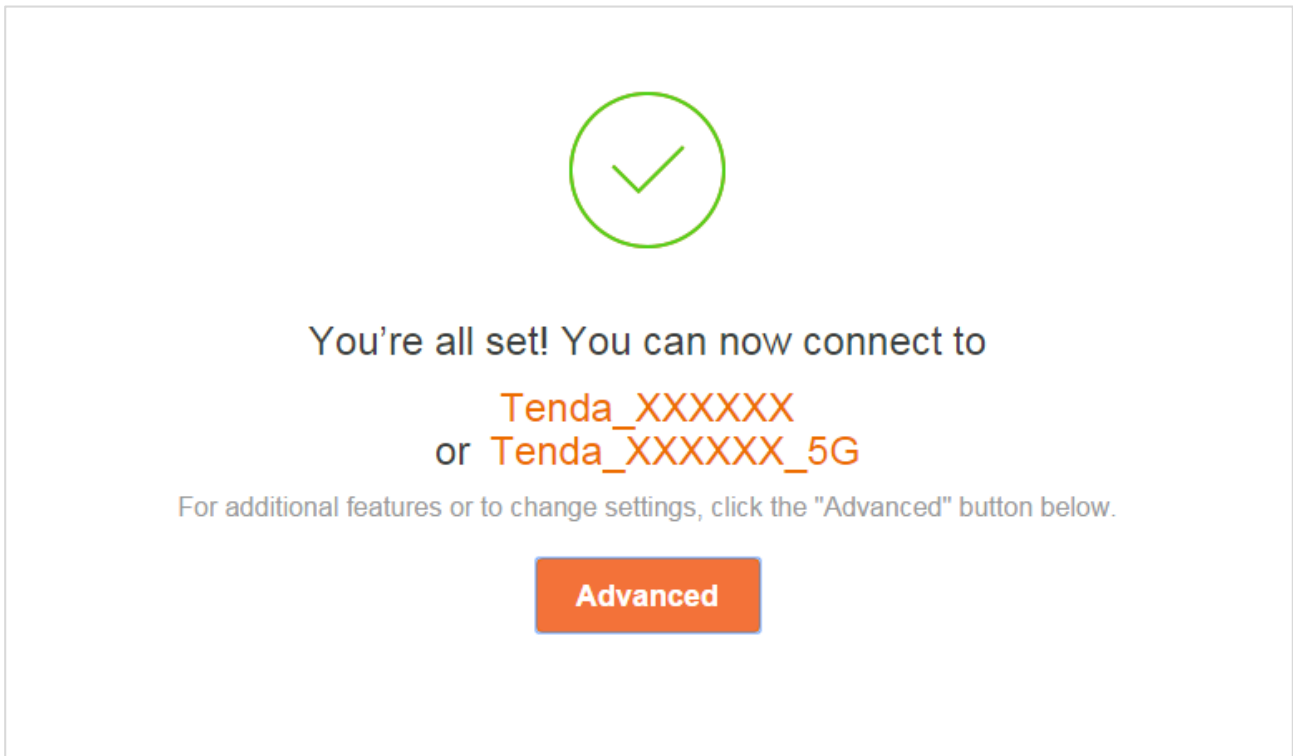 You’re all set! You can now connect to
Tenda_XXXXXX
or Tenda_XXXXXX_5G
For additional features or to change settings, click the "Advanced" button below.
Advanced